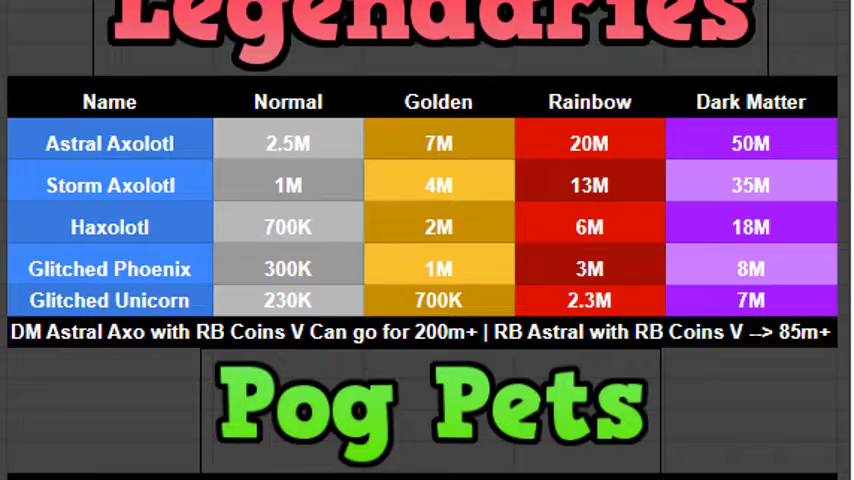 Legendaries
Name Normal Golden Rainbow Dark Matter
Astral Axolotl 2.5M 7M 20M 50M
Storm Axolotl 1M 4M 13M 35M
Haxolotl 700K 2M 6M 18M
Glitched Phoenix 300K 1M 3M 8M
Glitched Unicorn 230K 700K 2.3M 7M
DM Astral Axo with RB Coins V Can go for 200m+ | RB Astral with RB Coins V --> 85m+
Pog Pets